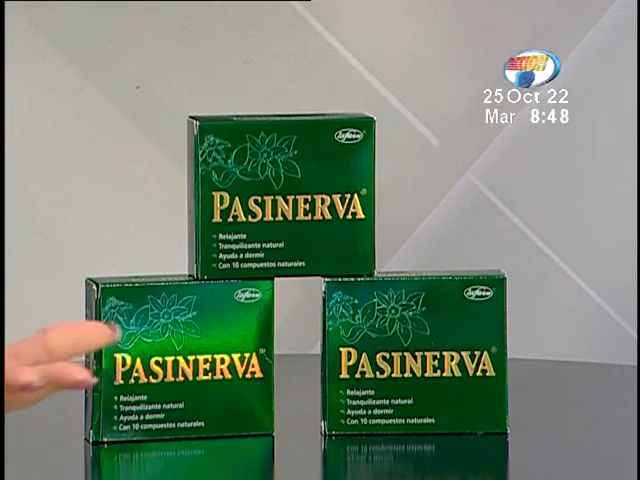 25 Oct 22
Mar 8:48
PASINERVA®
Relajante
Tranquilizante natural
Ayuda a dormir
Con 10 compuestos naturales
PASINERVA®
Relajante
Tranquilizante natural
Ayuda a dormir
Con 10 compuestos naturales
PASINERVA®
Relajante
Tranquilizante natural
Ayuda a dormir
Con 10 compuestos naturales